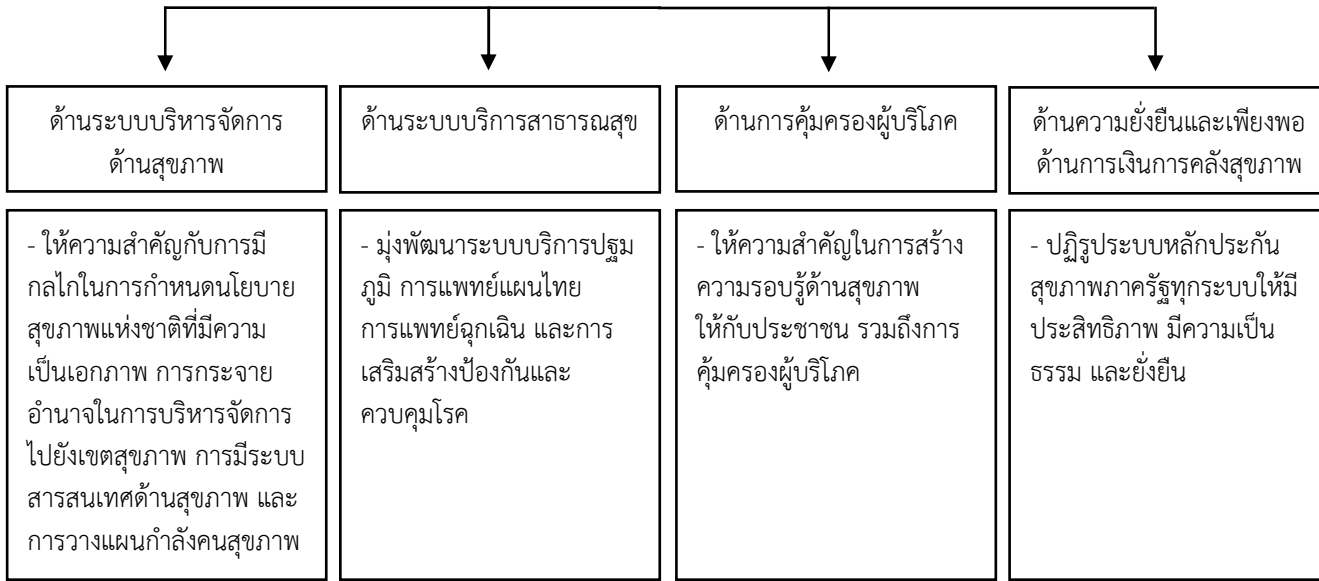 ด้านระบบบริหารจัดการ
ด้านสุขภาพ
- ให้ความสำคัญกับการมี
กลไกในการกำหนดนโยบาย
สุขภาพแห่งชาติที่มีความ
เป็นเอกภาพ การกระจาย
อำนาจในการบริหารจัดการ
ไปยังเขตสุขภาพ การมีระบบ
สารสนเทศด้านสุขภาพ และ
การวางแผนกำลังคนสุขภาพ
ด้านระบบบริการสาธารณสุข
- มุ่งพัฒนาระบบบริการปฐม
ภูมิ การแพทย์แผนไทย
การแพทย์ฉุกเฉิน และการ
เสริมสร้างป้องกันและ
ควบคุมโรค
ด้านการคุ้มครองผู้บริโภค
- ให้ความสำคัญในการสร้าง
ความรอบรู้ด้านสุขภาพ
ให้กับประชาชน รวมถึงการ
คุ้มครองผู้บริโภค
ด้านความยั่งยืนและเพียงพอ
ด้านการเงินการคลังสุขภาพ
- ปฏิรูประบบหลักประกัน
สุขภาพภาครัฐทุกระบบให้มี
ประสิทธิภาพ มีความเป็น
ธรรม และยั่งยืน